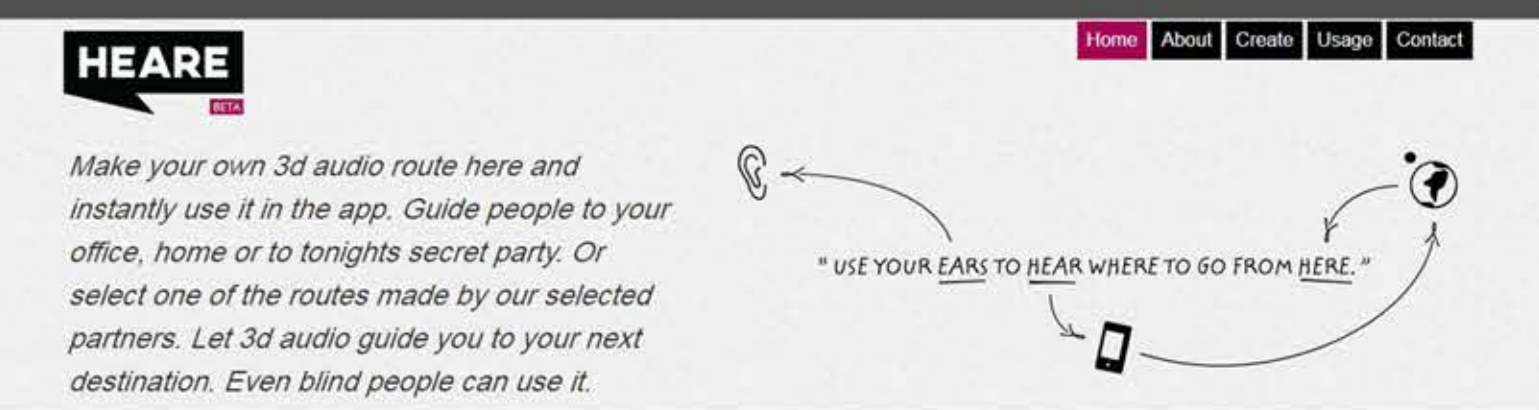 HEARE
BETA
Home About Create Usage Contact
Make your own 3d audio route here and
instantly use it in the app. Guide people to your
office, home or to tonights secret party. Or
select one of the routes made by our selected
partners. Let 3d audio guide you to your next
destination. Even blind people can use it.
" USE YOUR EARS TO HEAR WHERE TO GO FROM HERE. "